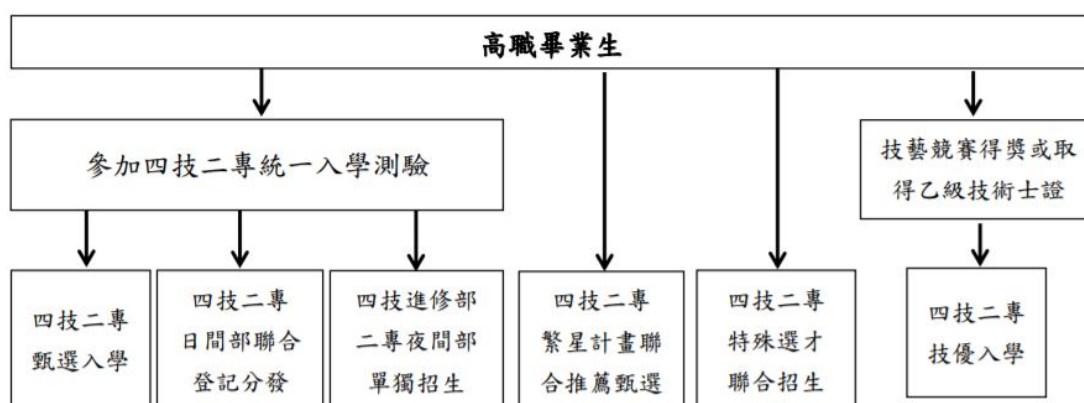 高職畢業生
參加四技二專統一入學測驗
技藝競賽得獎或取
得乙級技術士證
四技二專
甄選入學
四技二專
日間部聯合
登記分發
四技進修部
二專夜間部
單獨招生
四技二專
繁星計畫聯
合推薦甄選
四技二專
特殊選才
聯合招生
四技二專
技優入學